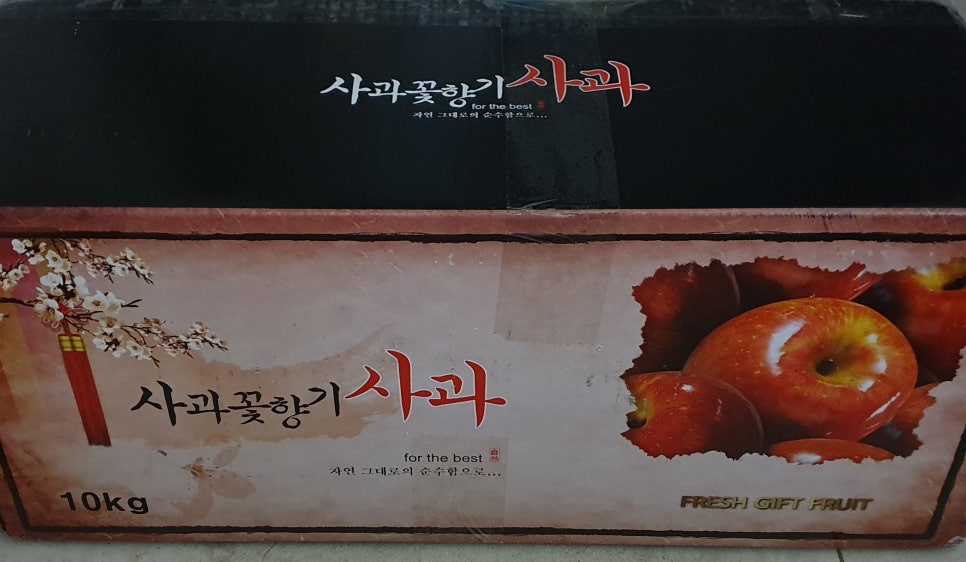 사과꽃향기 사과
for the best
자연 그대로의 순수함으로...
사과꽃향기 사과
for the best
자연 그대로의 순수함으로...
10kg
FRESH GIFT FRUIT